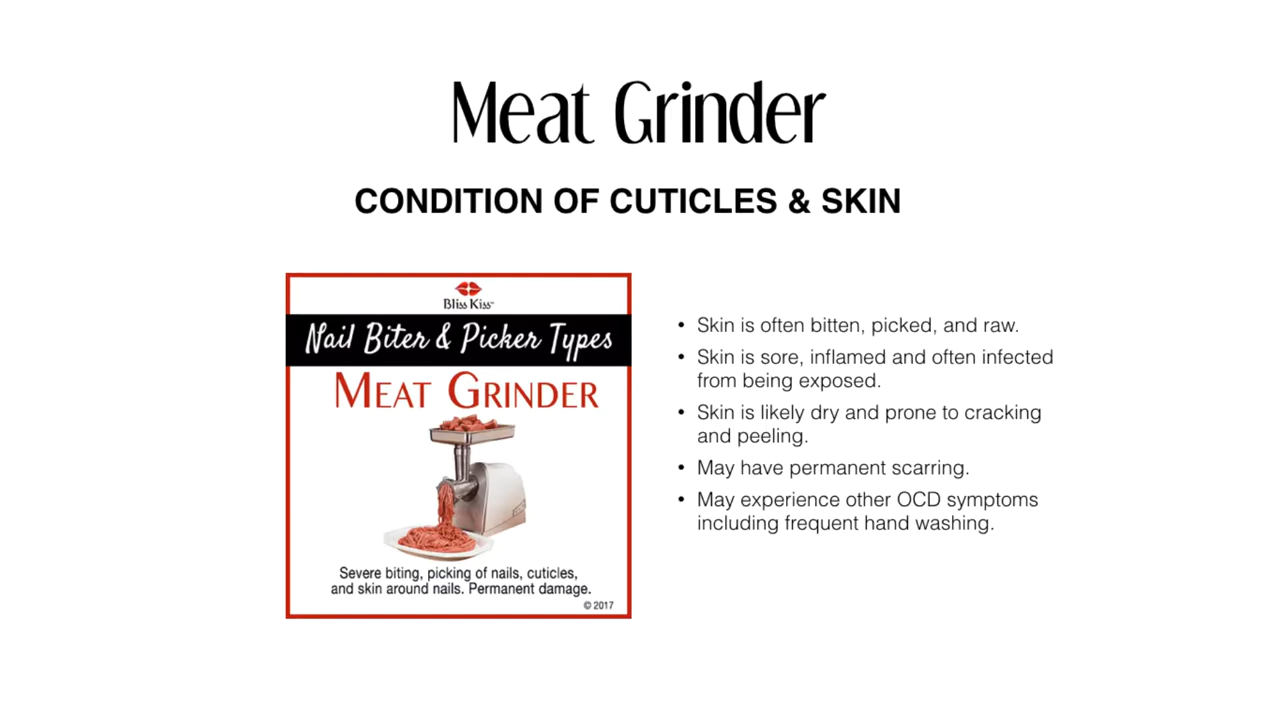 Meat Grinder
CONDITION OF CUTICLES & SKIN
Bliss Kiss™
Nail Biter & Picker Types
MEAT GRINDER
Severe biting, picking of nails, cuticles,
and skin around nails. Permanent damage.
© 2017
• Skin is often bitten, picked, and raw.
• Skin is sore, inflamed and often infected
from being exposed.
• Skin is likely dry and prone to cracking
and peeling.
• May have permanent scarring.
• May experience other OCD symptoms
including frequent hand washing.